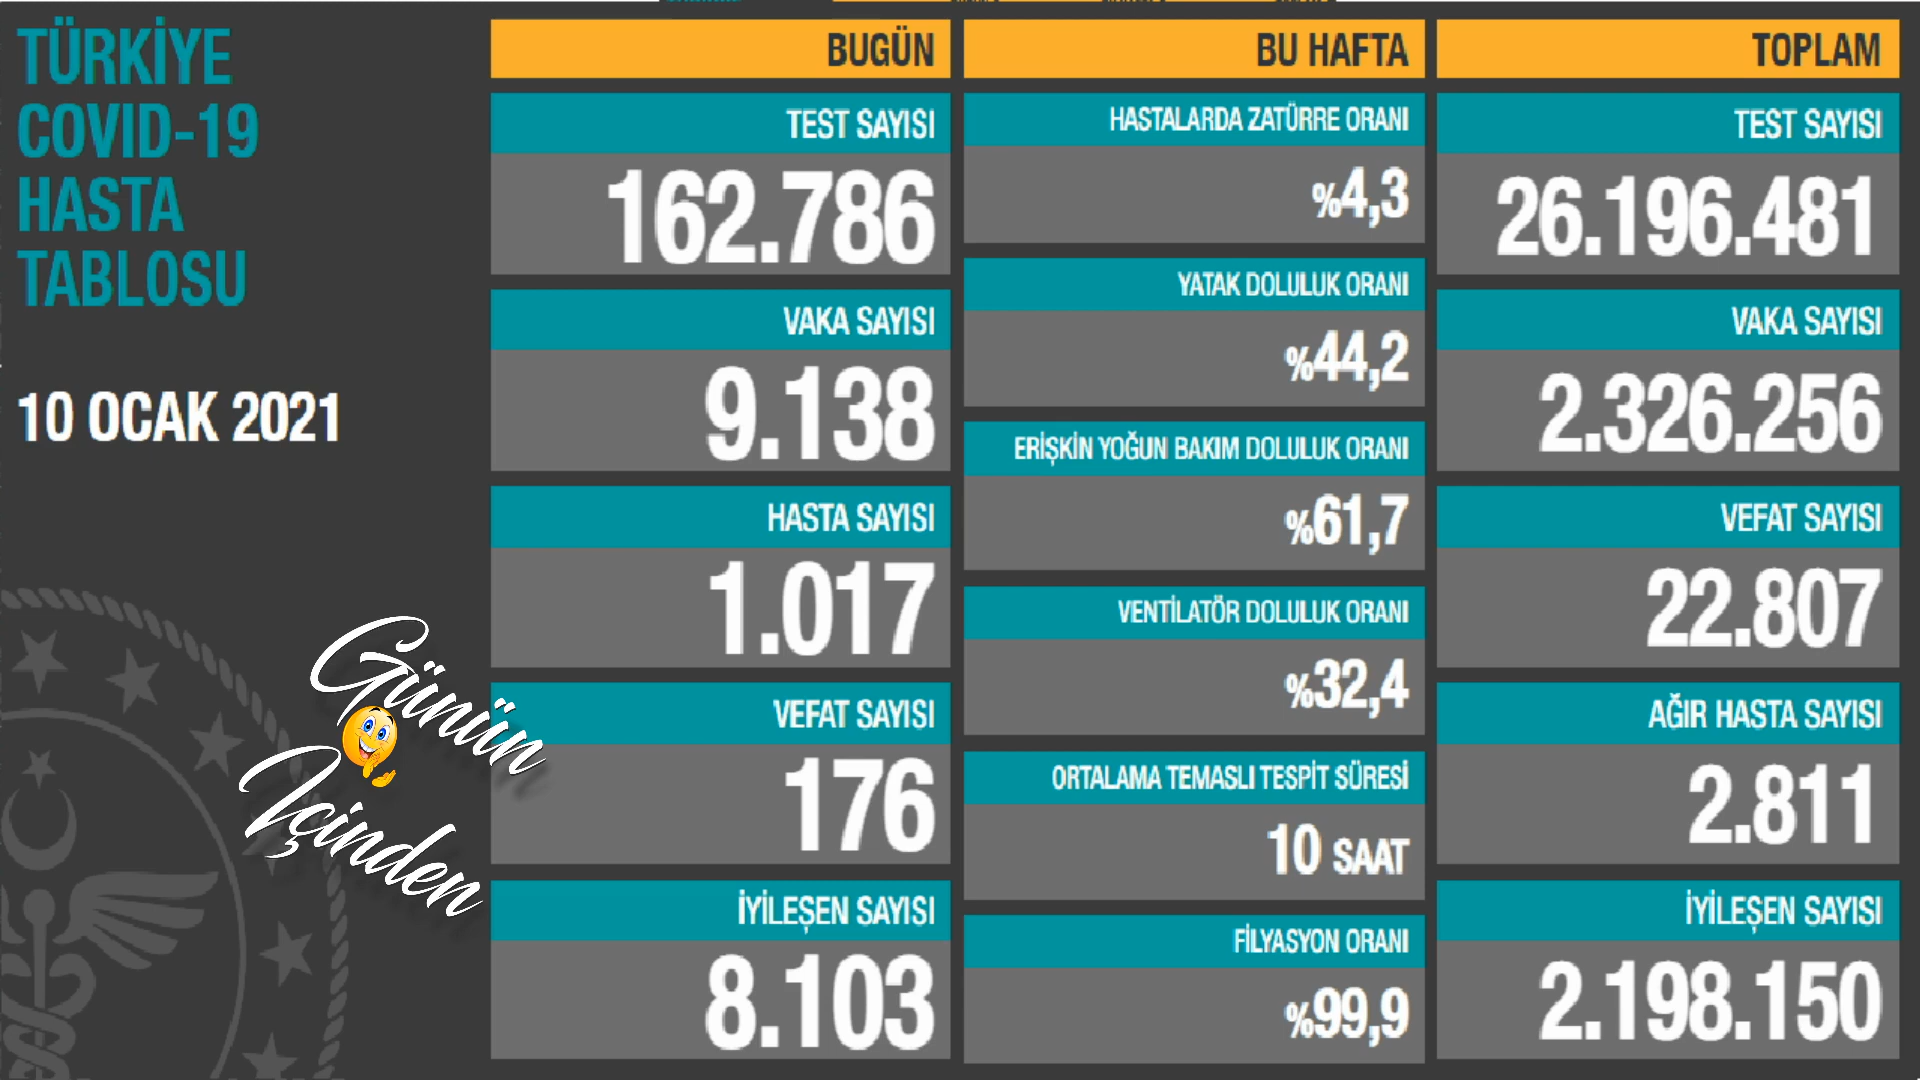 TÜRKİYE
COVID-19
HASTA
TABLOSU
10 OCAK 2021
Günün
İçinden
BUGÜN
TEST SAYISI
162.786
VAKA SAYISI
9.138
HASTA SAYISI
1.017
VEFAT SAYISI
176
İYİLEŞEN SAYISI
8.103
BU HAFTA
HASTALARDA ZATÜRRE ORANI
%4,3
YATAK DOLULUK ORANI
%44,2
ERİŞKİN YOĞUN BAKIM DOLULUK ORANI
%61,7
VENTİLATÖR DOLULUK ORANI
%32,4
ORTALAMA TEMASLI TESPİT SÜRESİ
10 SAAT
FİLYASYON ORANI
%99,9
TOPLAM
TEST SAYISI
26.196.481
VAKA SAYISI
2.326.256
VEFAT SAYISI
22.807
AĞIR HASTA SAYISI
2.811
İYİLEŞEN SAYISI
2.198.150